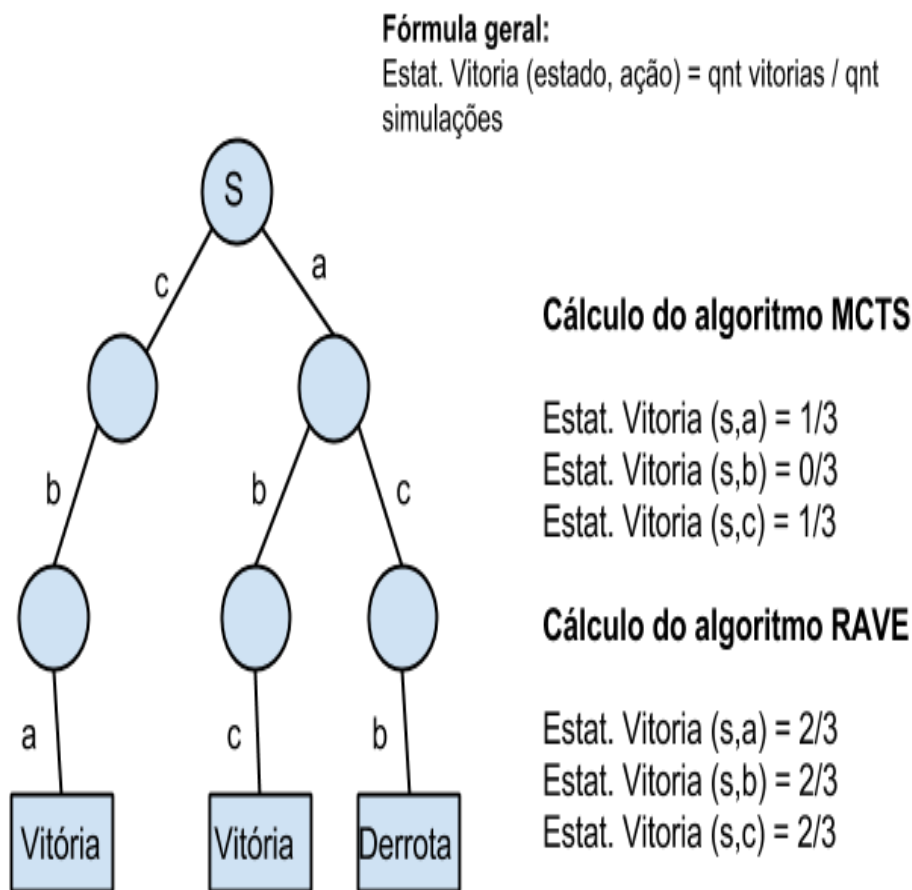 Fórmula geral:
Estat. Vitoria (estado, ação) = qnt vitorias / qnt
simulações
S
c
a
Cálculo do algoritmo MCTS
Estat. Vitoria (s,a) = 1/3
Estat. Vitoria (s,b) = 0/3
Estat. Vitoria (s,c) = 1/3
b
b
c
Cálculo do algoritmo RAVE
Estat. Vitoria (s,a) = 2/3
Estat. Vitoria (s,b) = 2/3
Estat. Vitoria (s,c) = 2/3
a
c
b
Vitória
Vitória
Derrota